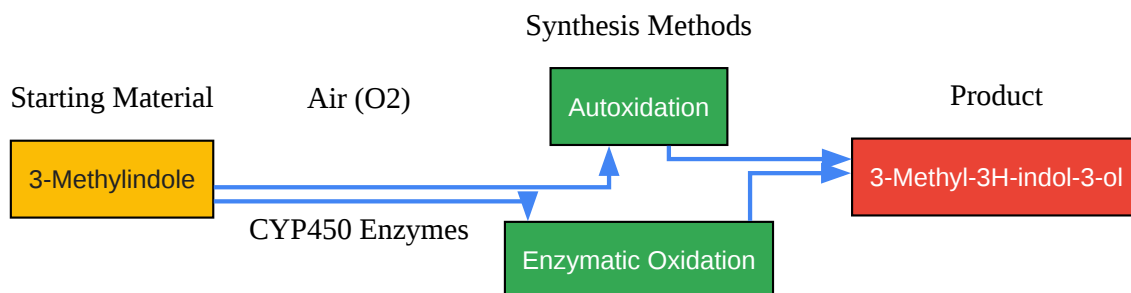 Synthesis Methods
Starting Material
Air (O2)
Autoxidation
Product
3-Methylindole
3-Methyl-3H-indol-3-ol
CYP450 Enzymes
Enzymatic Oxidation